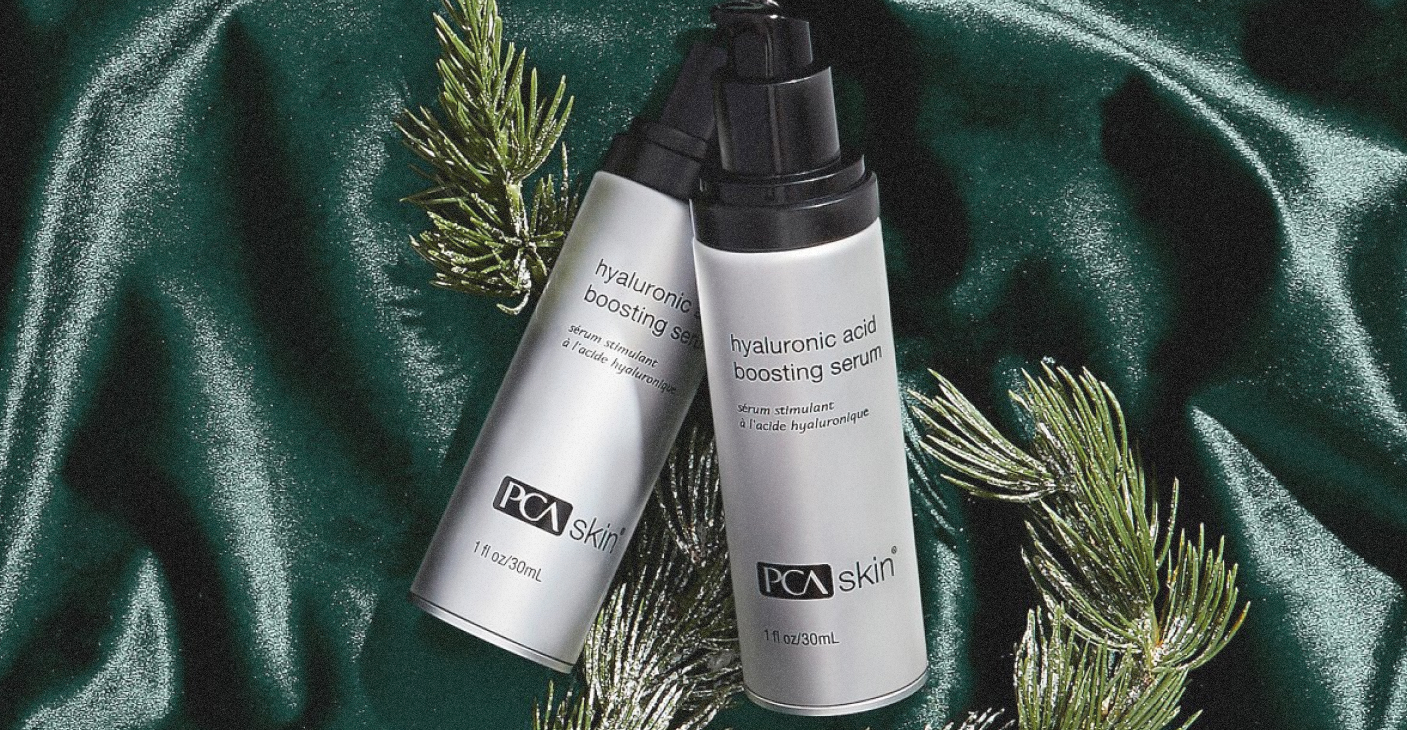 hyaluronic
boosting
sérum stimulant
à l'acide hyaluronique
PCA skin®
1 fl oz/30mL
hyaluronic acid
boosting serum
sérum stimulant
à l'acide hyaluronique
PCA skin®
1 fl oz/30mL